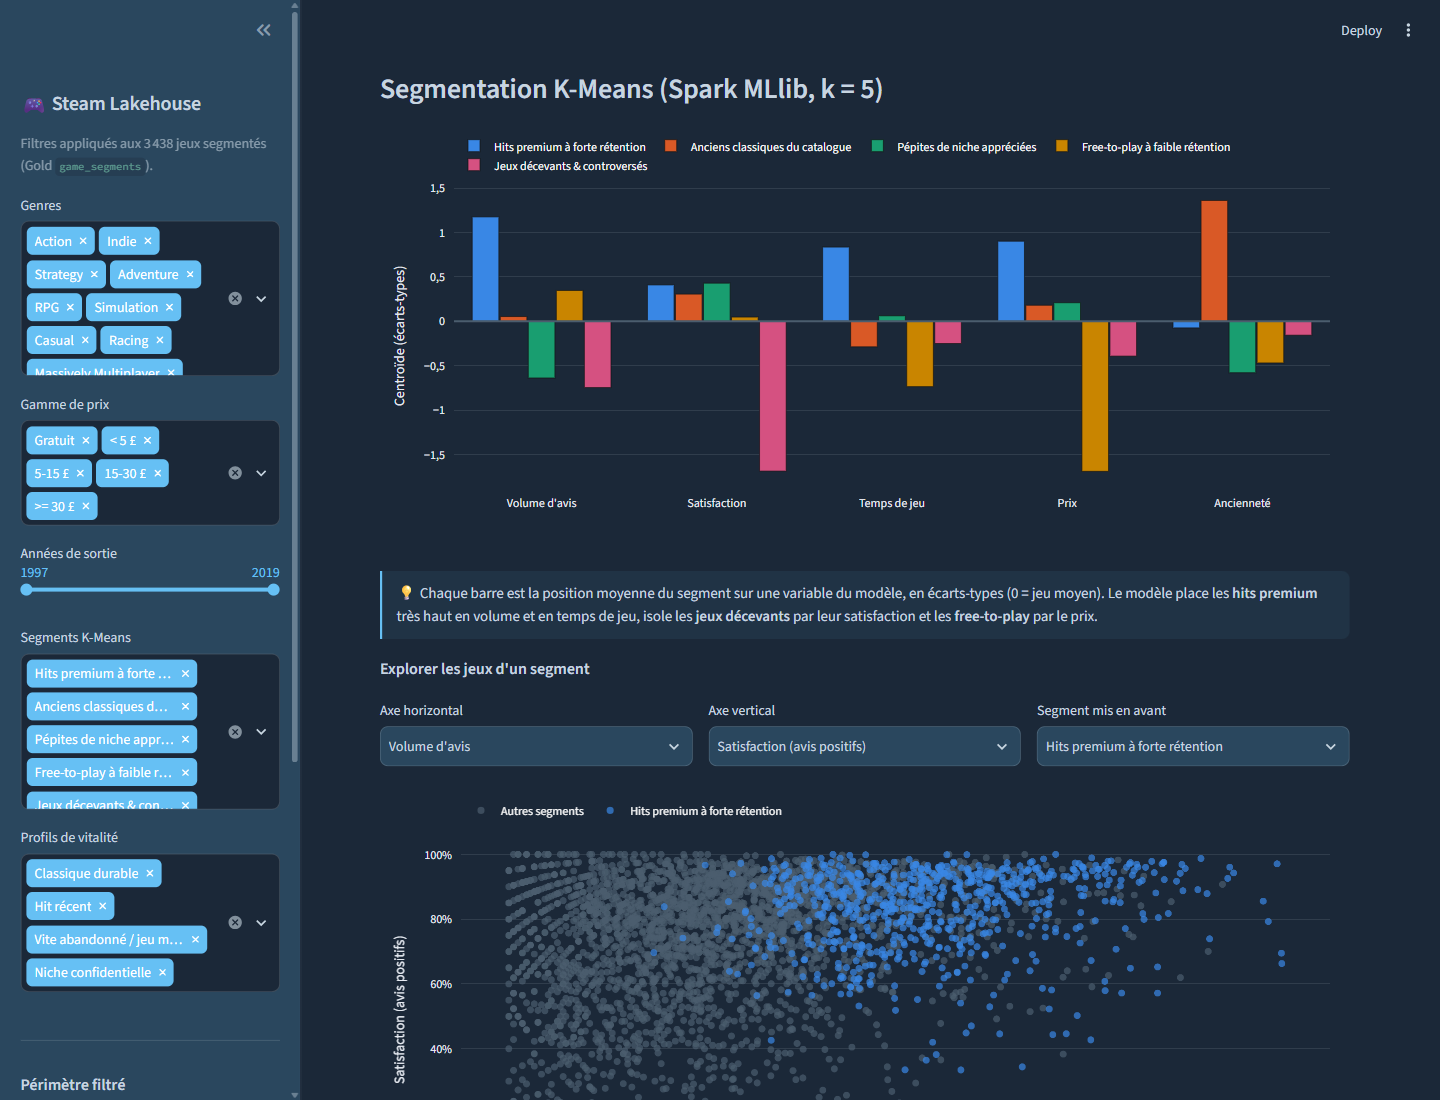 Deploy
Steam Lakehouse
Filtres appliqués aux 3 438 jeux segmentés
(Gold game_segments ).
Genres
Action × Indie ×
Strategy × Adventure ×
RPG × Simulation ×
Casual × Racing ×
Massively Multiplayer ×
Gamme de prix
Gratuit × < 5 £ ×
5-15 £ × 15-30 £ ×
>= 30 £ ×
Années de sortie
1997 2019
Segments K-Means
Hits premium à forte ... ×
Anciens classiques d... ×
Pépites de niche appr... ×
Free-to-play à faible r... ×
Jeux décevants & con... ×
Profils de vitalité
Classique durable ×
Hit récent ×
Vite abandonné / jeu m... ×
Niche confidentielle ×
Périmètre filtré
Segmentation K-Means (Spark MLlib, k = 5)
Hits premium à forte rétention Anciens classiques du catalogue Pépites de niche appréciées Free-to-play à faible rétention
Jeux décevants & controversés
1,5
1
0,5
0
−0,5
−1
−1,5
Centroïde (écarts-types)
Volume d'avis Satisfaction Temps de jeu Prix Ancienneté
💡 Chaque barre est la position moyenne du segment sur une variable du modèle, en écarts-types (0 = jeu moyen). Le modèle place les hits premium
très haut en volume et en temps de jeu, isole les jeux décevants par leur satisfaction et les free-to-play par le prix.
Explorer les jeux d'un segment
Axe horizontal Axe vertical Segment mis en avant
Volume d'avis Satisfaction (avis positifs) Hits premium à forte rétention
Autres segments Hits premium à forte rétention
100%
80%
60%
40%
Satisfaction (avis positifs)